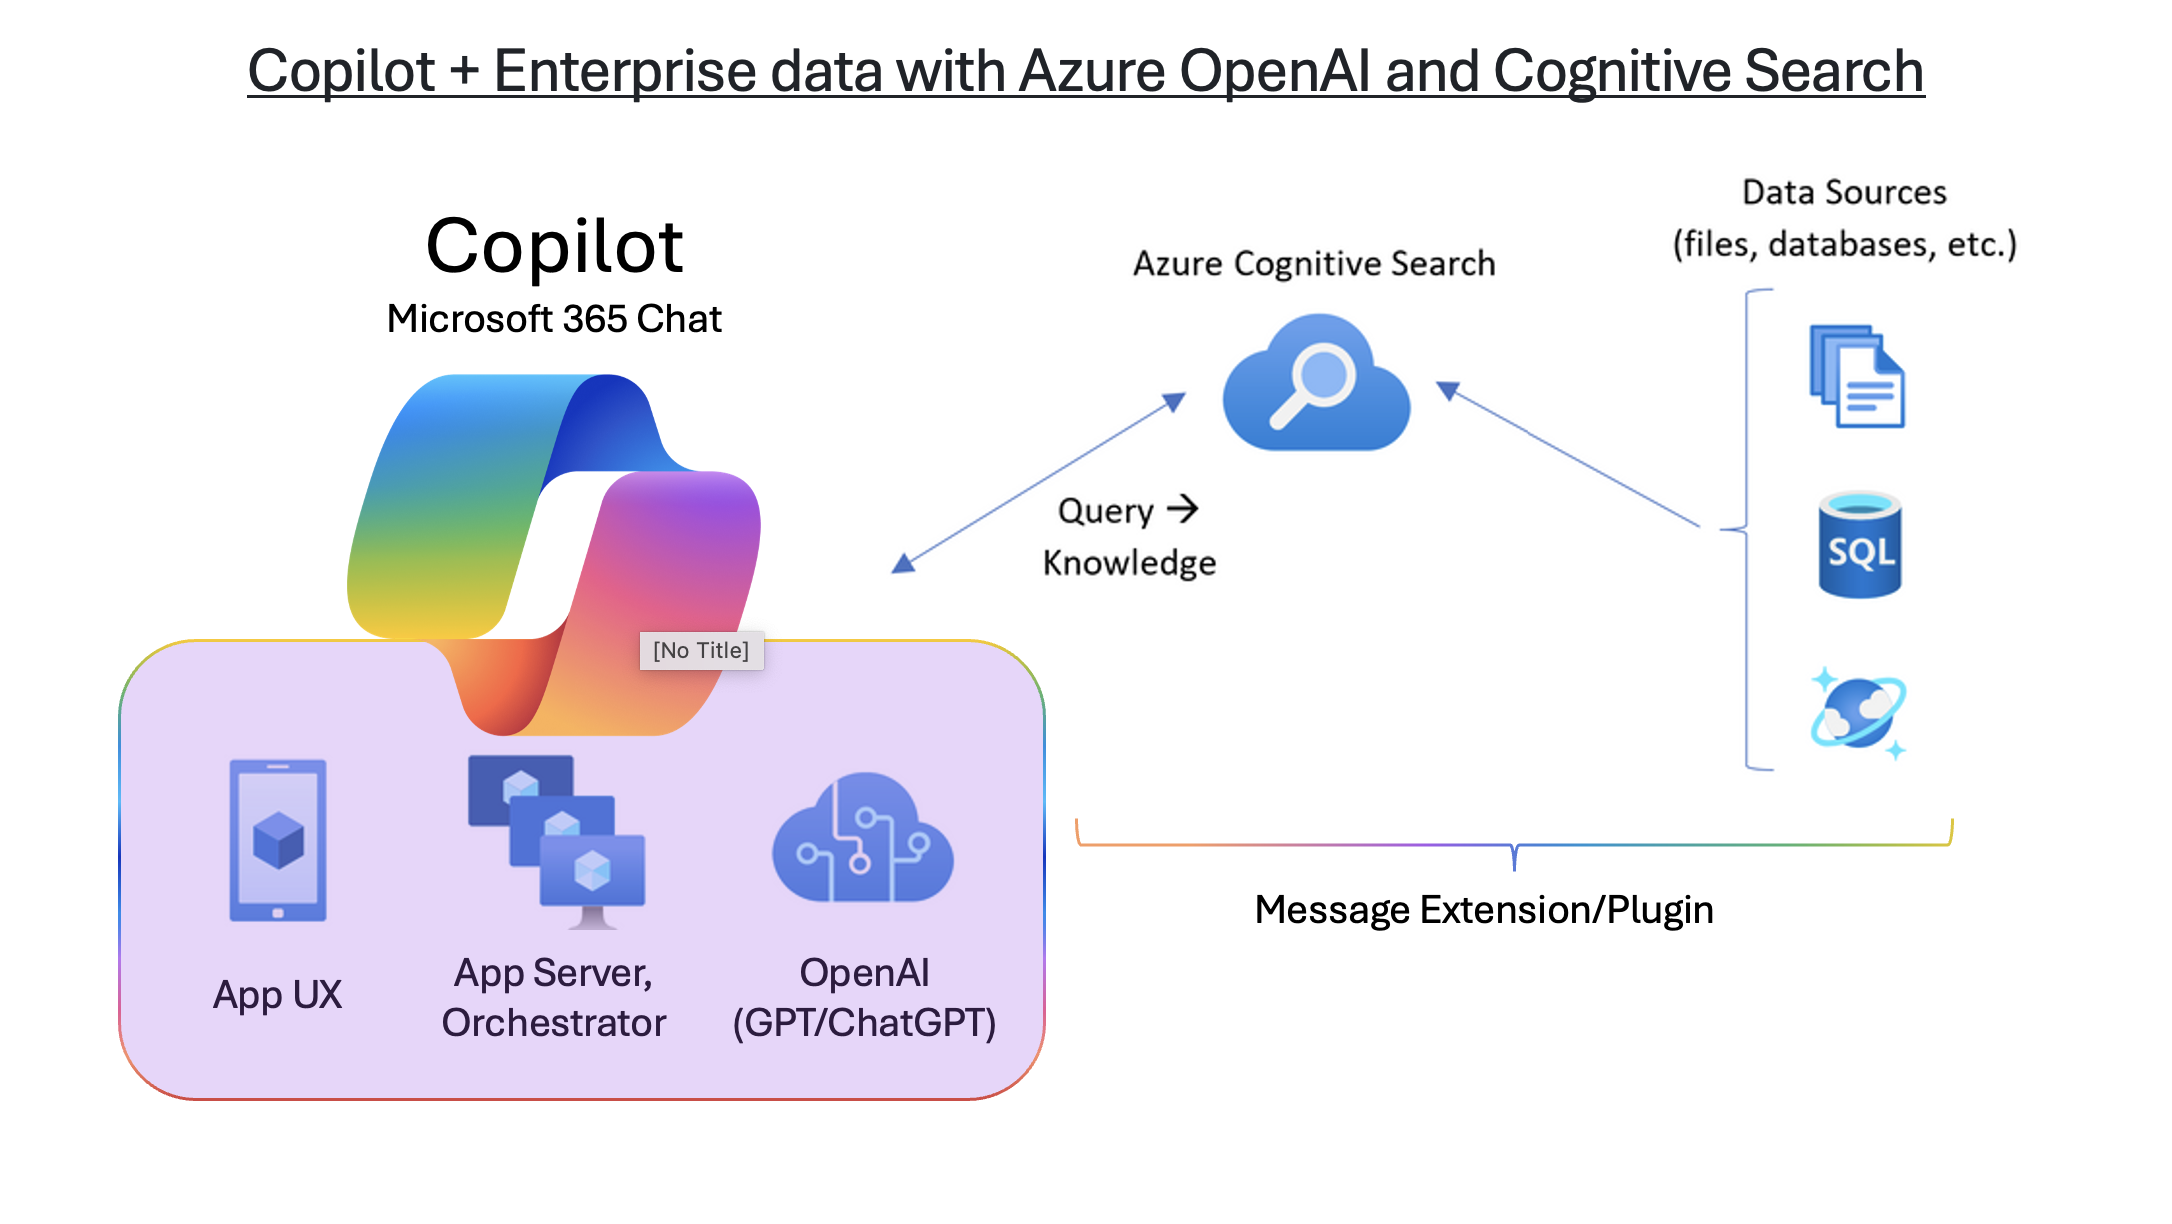 Copilot + Enterprise data with Azure OpenAI and Cognitive Search
Copilot
Microsoft 365 Chat
Azure Cognitive Search
Data Sources
(files, databases, etc.)
Query →
Knowledge
SQL
[No Title]
App UX
App Server,
Orchestrator
OpenAI
(GPT/ChatGPT)
Message Extension/Plugin